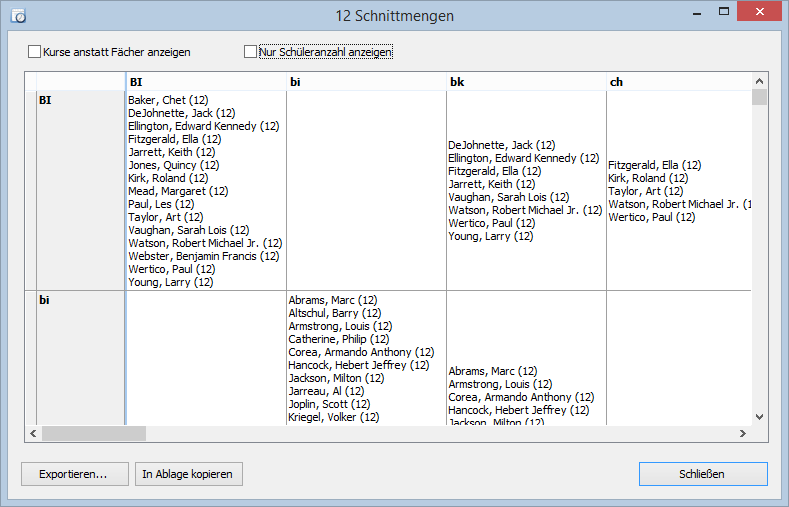 12 Schnittmengen
Kurse anstatt Fächer anzeigen
Nur Schüleranzahl anzeigen
BI
bi
bk
ch
BI
Baker, Chet (12)
DeJohnette, Jack (12)
Ellington, Edward Kennedy (12)
Fitzgerald, Ella (12)
Jarrett, Keith (12)
Jones, Quincy (12)
Kirk, Roland (12)
Mead, Margaret (12)
Paul, Les (12)
Taylor, Art (12)
Vaughan, Sarah Lois (12)
Watson, Robert Michael Jr. (12)
Webster, Benjamin Francis (12)
Wertico, Paul (12)
Young, Larry (12)
DeJohnette, Jack (12)
Ellington, Edward Kennedy (12)
Fitzgerald, Ella (12)
Jarrett, Keith (12)
Vaughan, Sarah Lois (12)
Watson, Robert Michael Jr. (12)
Wertico, Paul (12)
Young, Larry (12)
Fitzgerald, Ella (12)
Kirk, Roland (12)
Taylor, Art (12)
Watson, Robert Michael Jr. (1
Wertico, Paul (12)
bi
Abrams, Marc (12)
Altschul, Barry (12)
Armstrong, Louis (12)
Catherine, Philip (12)
Corea, Armando Anthony (12)
Hancock, Hebert Jeffrey (12)
Jackson, Milton (12)
Jarreau, Al (12)
Joplin, Scott (12)
Kriegel, Volker (12)
Abrams, Marc (12)
Armstrong, Louis (12)
Corea, Armando Anthony (12)
Hancock, Hebert Jeffrey (12)
Jackson, Milton (12)
Exportieren...
In Ablage kopieren
Schließen